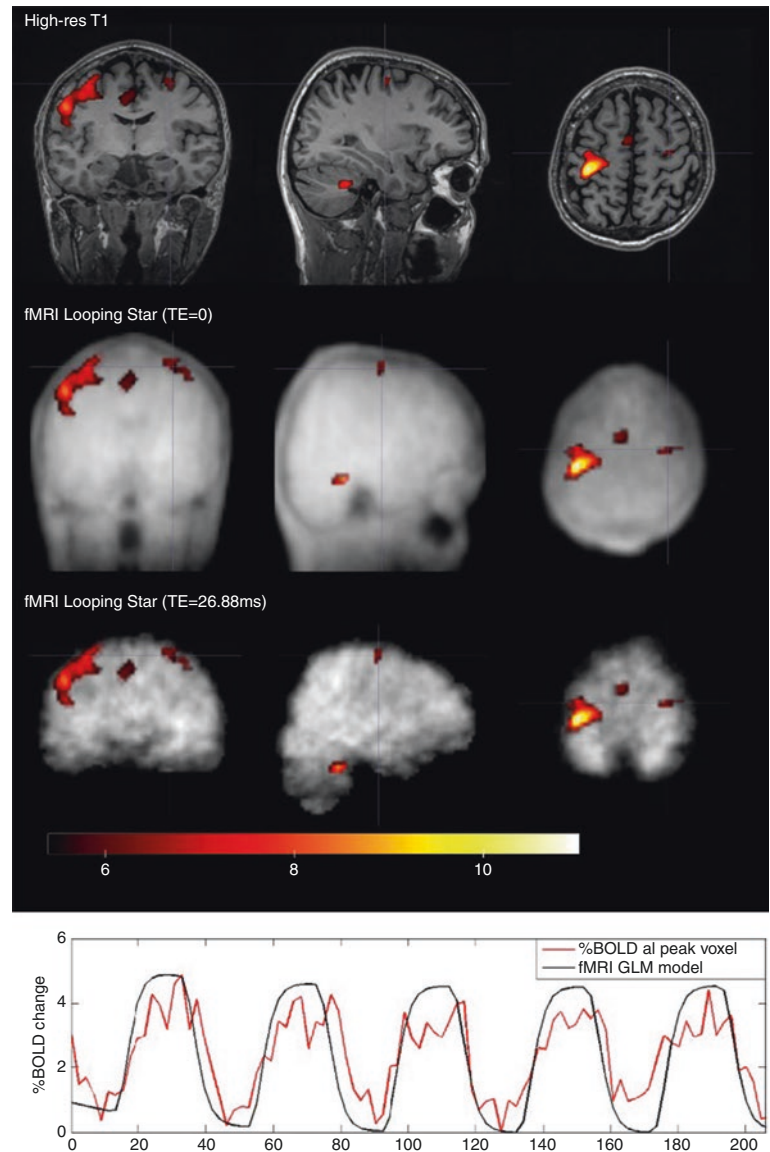 High-res T1
fMRI Looping Star (TE=0)
fMRI Looping Star (TE=26.88ms)
6 8 10
6
4
2
0
%BOLD change
%BOLD al peak voxel
fMRI GLM model
0 20 40 60 80 100 120 140 160 180 200